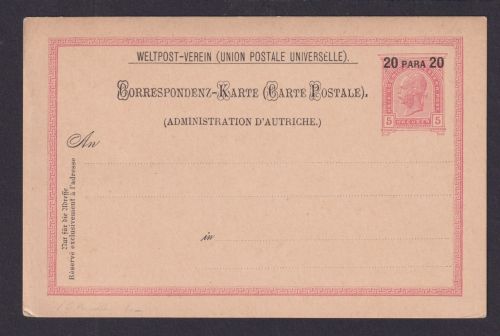 WELTPOST-VEREIN (UNION POSTALE UNIVERSELLE).
20 PARA 20
CORRESPONDENZ-KARTE (CARTE POSTALE).
5 KREUZER 5
(ADMINISTRATION D'AUTRICHE.)
An
Nur für die Adresse
Réservé exclusivement à l'adresse
in